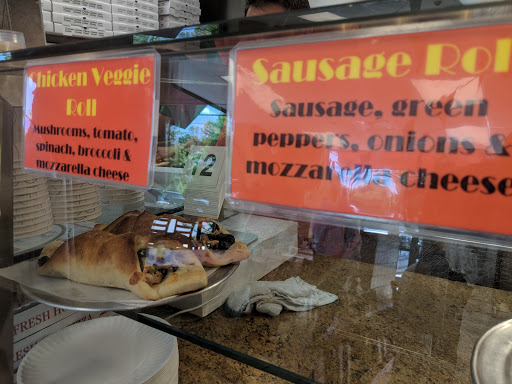 Chicken Veggie
Roll
Mushrooms, tomato,
spinach, broccoli &
mozzarella cheese
Sausage Roll
Sausage, green
peppers, onions &
mozzarella cheese
12
FRESH